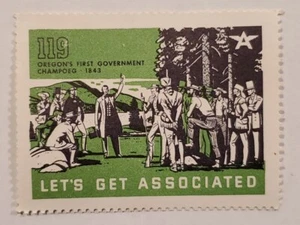 119
OREGON'S FIRST GOVERNMENT
CHAMPOEG - 1843
A
LET'S GET ASSOCIATED